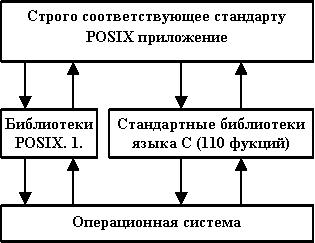 Строго соответствующее стандарту
POSIX приложение
Библиотеки
POSIX. 1.
Стандартные библиотеки
языка C (110 фукций)
Операционная система